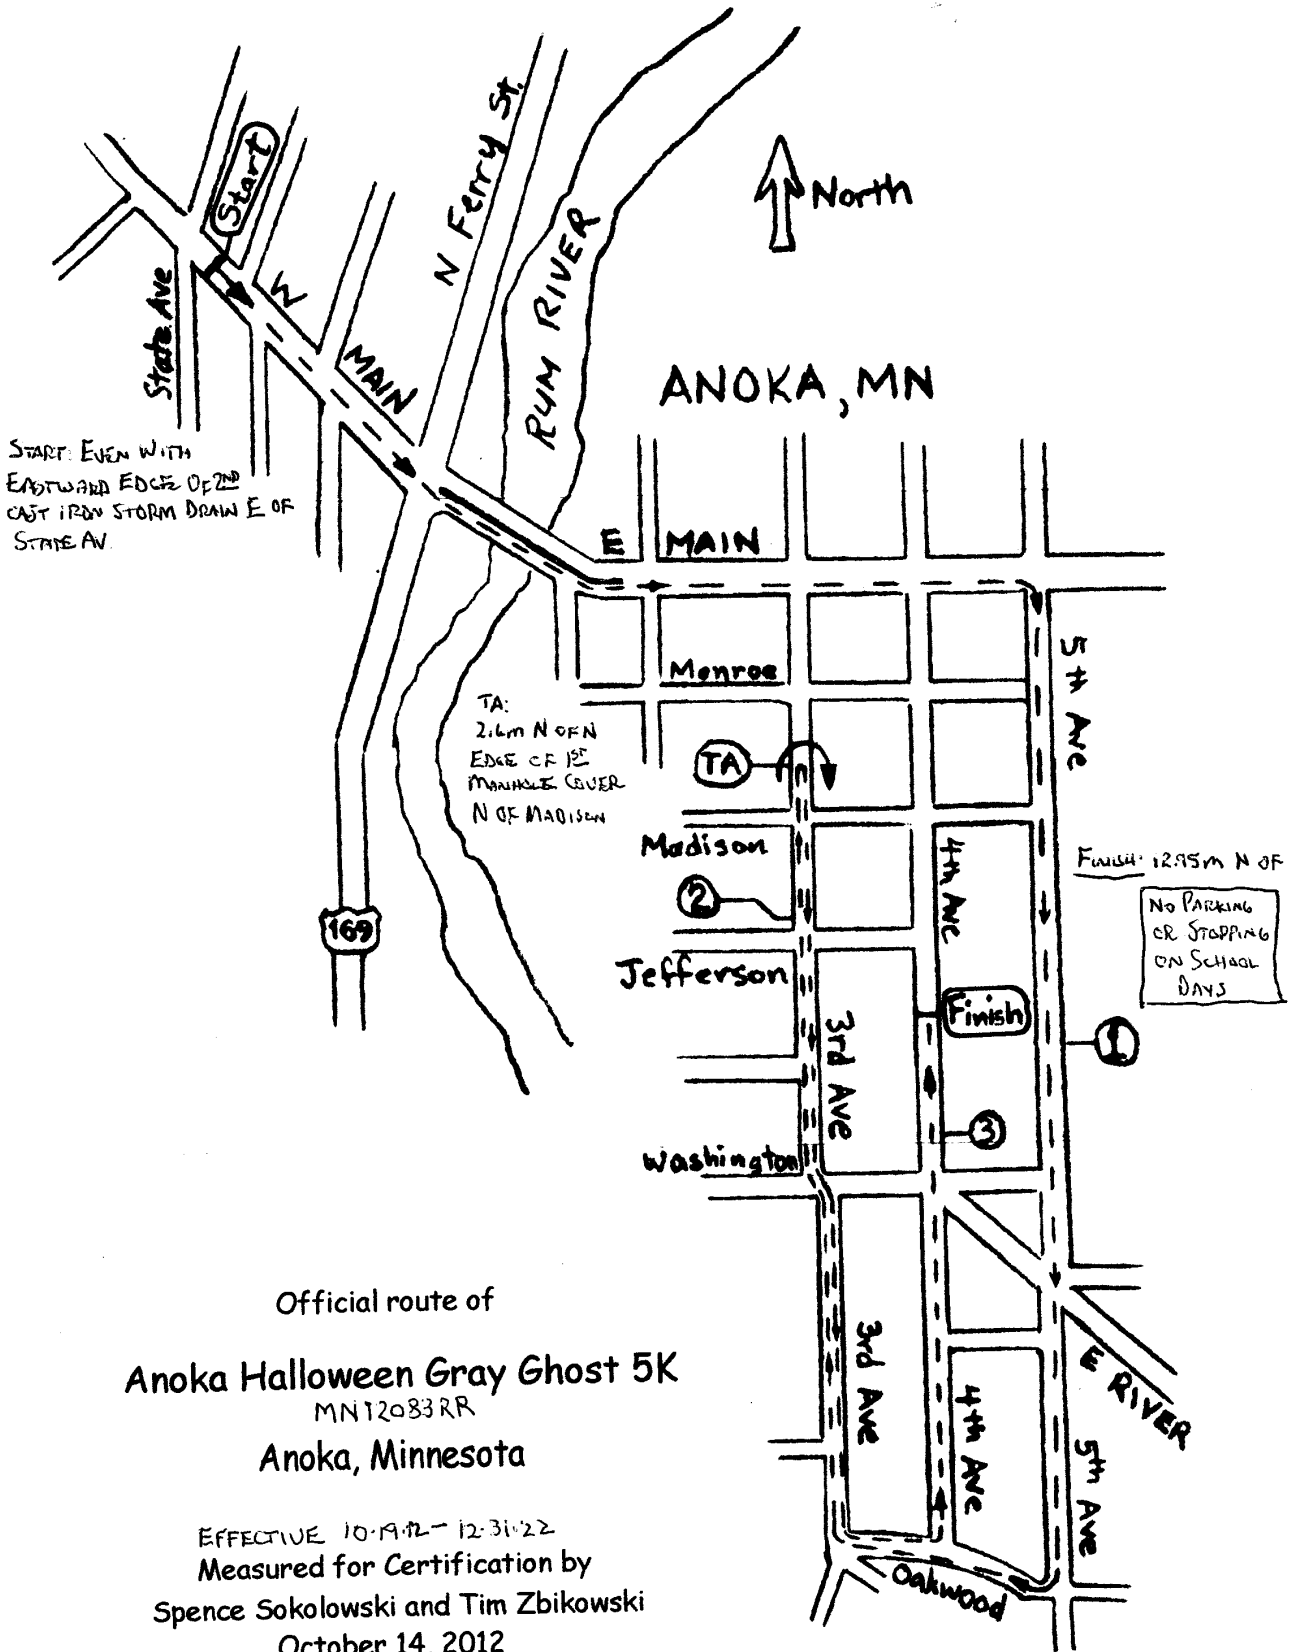 Start
N Ferry St.
North
RUM RIVER
State Ave
W
MAIN
ANOKA, MN
START: EVEN WITH
EASTWARD EDGE OF 2ND
CAST IRON STORM DRAIN E OF
STATE AV.
E MAIN
5th Ave
Monroe
TA:
2.6m N OF N
EDGE OF 1ST
MANHOLE COVER
N OF MADISON
TA
Madison
4th Ave
FINISH: 12.95m N OF
NO PARKING
OR STOPPING
ON SCHOOL
DAYS
2
169
Jefferson
Finish
3rd Ave
1
3
Washington
Official route of
3rd Ave
E RIVER
Anoka Halloween Gray Ghost 5K
MN12083RR
4th Ave
5th Ave
Anoka, Minnesota
EFFECTIVE 10.19.12 - 12.31.22
Measured for Certification by
Oakwood
Spence Sokolowski and Tim Zbikowski
October 14, 2012